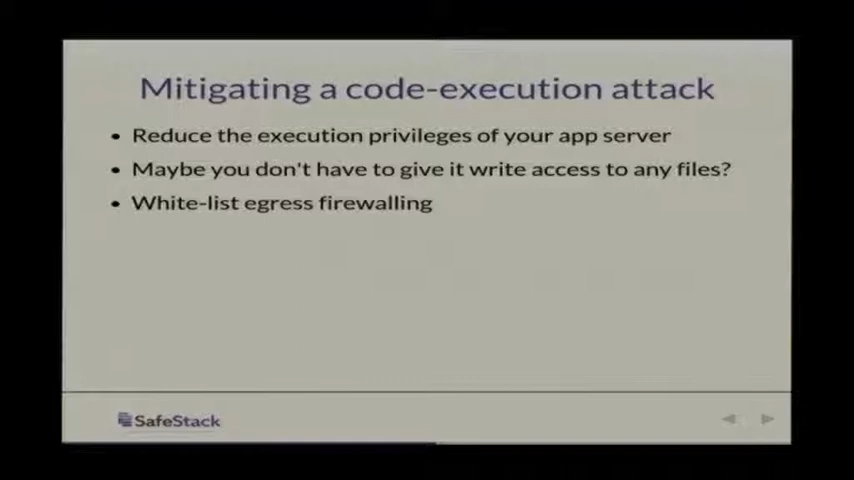 Mitigating a code-execution attack
• Reduce the execution privileges of your app server
• Maybe you don't have to give it write access to any files?
• White-list egress firewalling
SafeStack